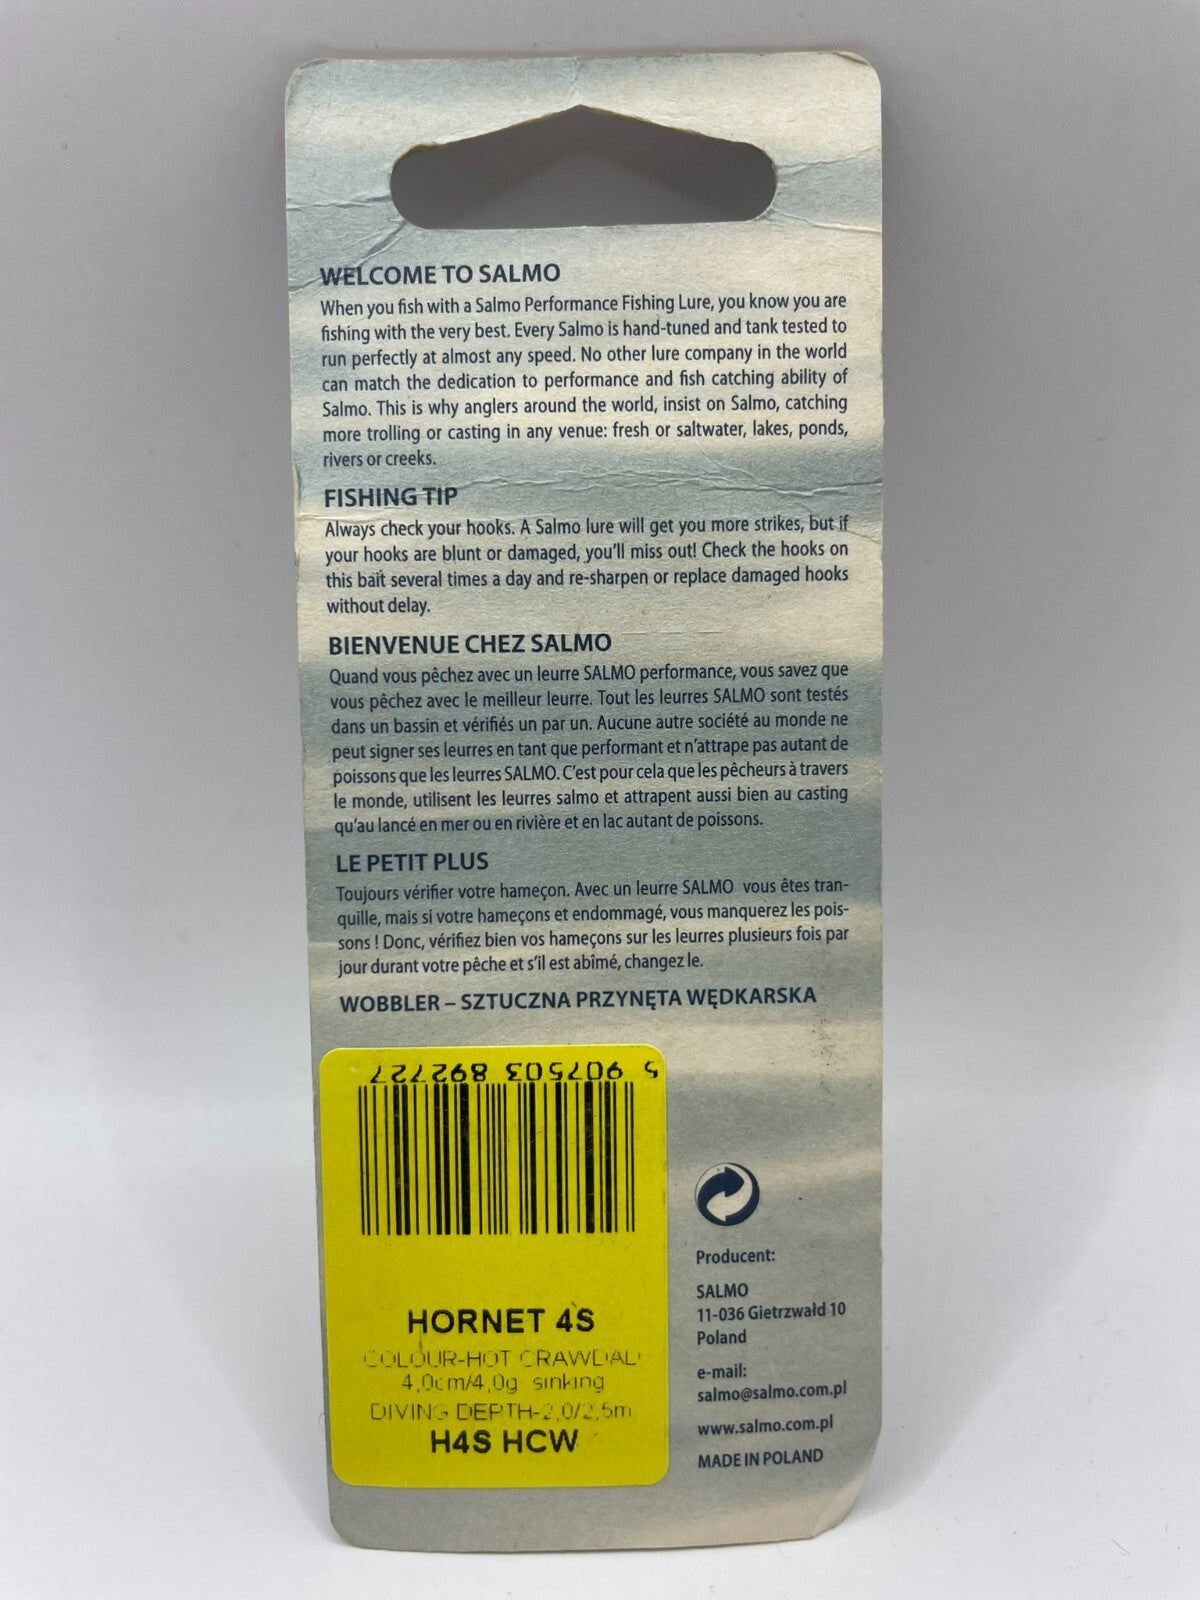 WELCOME TO SALMO
When you fish with a Salmo Performance Fishing Lure, you know you are
fishing with the very best. Every Salmo is hand-tuned and tank tested to
run perfectly at almost any speed. No other lure company in the world
can match the dedication to performance and fish catching ability of
Salmo. This is why anglers around the world, insist on Salmo, catching
more trolling or casting in any venue: fresh or saltwater, lakes, ponds,
rivers or creeks.
FISHING TIP
Always check your hooks. A Salmo lure will get you more strikes, but if
your hooks are blunt or damaged, you'll miss out! Check the hooks on
this bait several times a day and re-sharpen or replace damaged hooks
without delay.
BIENVENUE CHEZ SALMO
Quand vous pêchez avec un leurre SALMO performance, vous savez que
vous pêchez avec le meilleur leurre. Tout les leurres SALMO sont testés
dans un bassin et vérifiés un par un. Aucune autre société au monde ne
peut signer ses leurres en tant que performant et n'attrape pas autant de
poissons que les leurres SALMO. C'est pour cela que les pêcheurs à travers
le monde, utilisent les leurres salmo et attrapent aussi bien au casting
qu'au lancé en mer ou en rivière et en lac autant de poissons.
LE PETIT PLUS
Toujours vérifier votre hameçon. Avec un leurre SALMO vous êtes tran-
quille, mais si votre hameçons et endommagé, vous manquerez les pois-
sons ! Donc, vérifiez bien vos hameçons sur les leurres plusieurs fois par
jour durant votre pêche et s'il est abîmé, changez le.
WOBBLER – SZTUCZNA PRZYNĘTA WĘDKARSKA
5 907503 892727
HORNET 4S
COLOUR-HOT CRAWDAD
4,0cm/4,0g sinking
DIVING DEPTH-2,0/2,5m
H4S HCW
Producent:
SALMO
11-036 Gietrzwałd 10
Poland
e-mail:
salmo@salmo.com.pl
www.salmo.com.pl
MADE IN POLAND